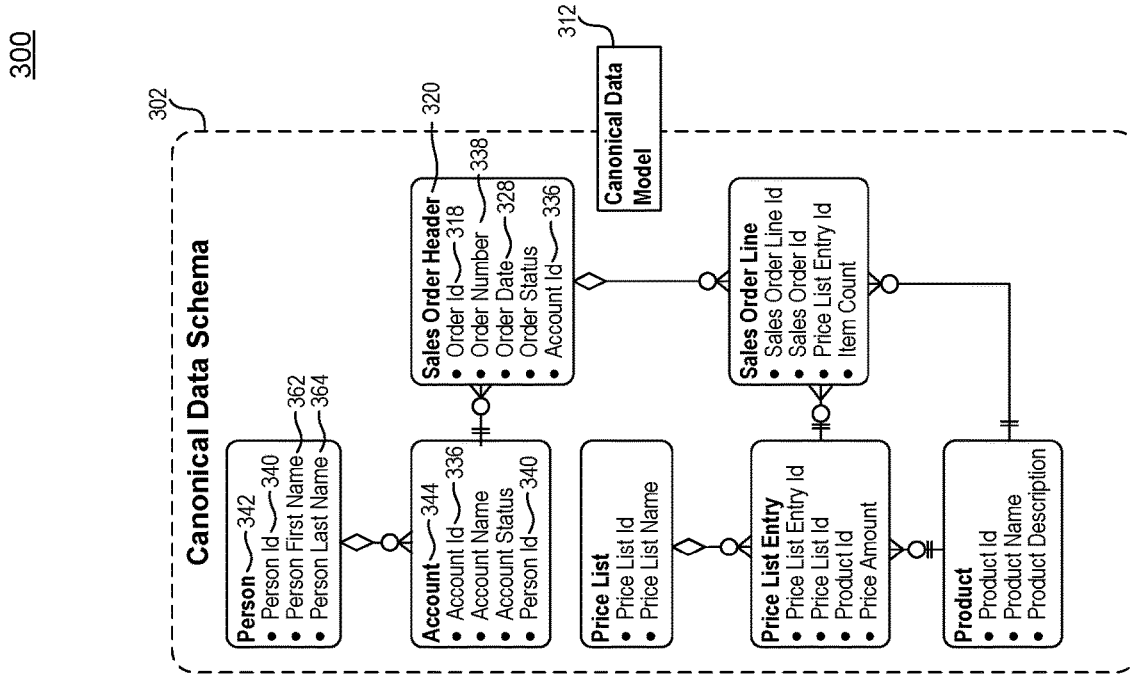 300
302
Canonical Data Schema
Person 342
• Person Id 340
• Person First Name 362
• Person Last Name 364
Account 344
• Account Id 336
• Account Name
• Account Status
• Person Id 340
Sales Order Header 320
• Order Id 318
• Order Number 338
• Order Date 328
• Order Status
• Account Id 336
Price List
• Price List Id
• Price List Name
Canonical Data
Model
312
Price List Entry
• Price List Entry Id
• Price List Id
• Product Id
• Price Amount
Sales Order Line
• Sales Order Line Id
• Sales Order Id
• Price List Entry Id
• Item Count
Product
• Product Id
• Product Name
• Product Description